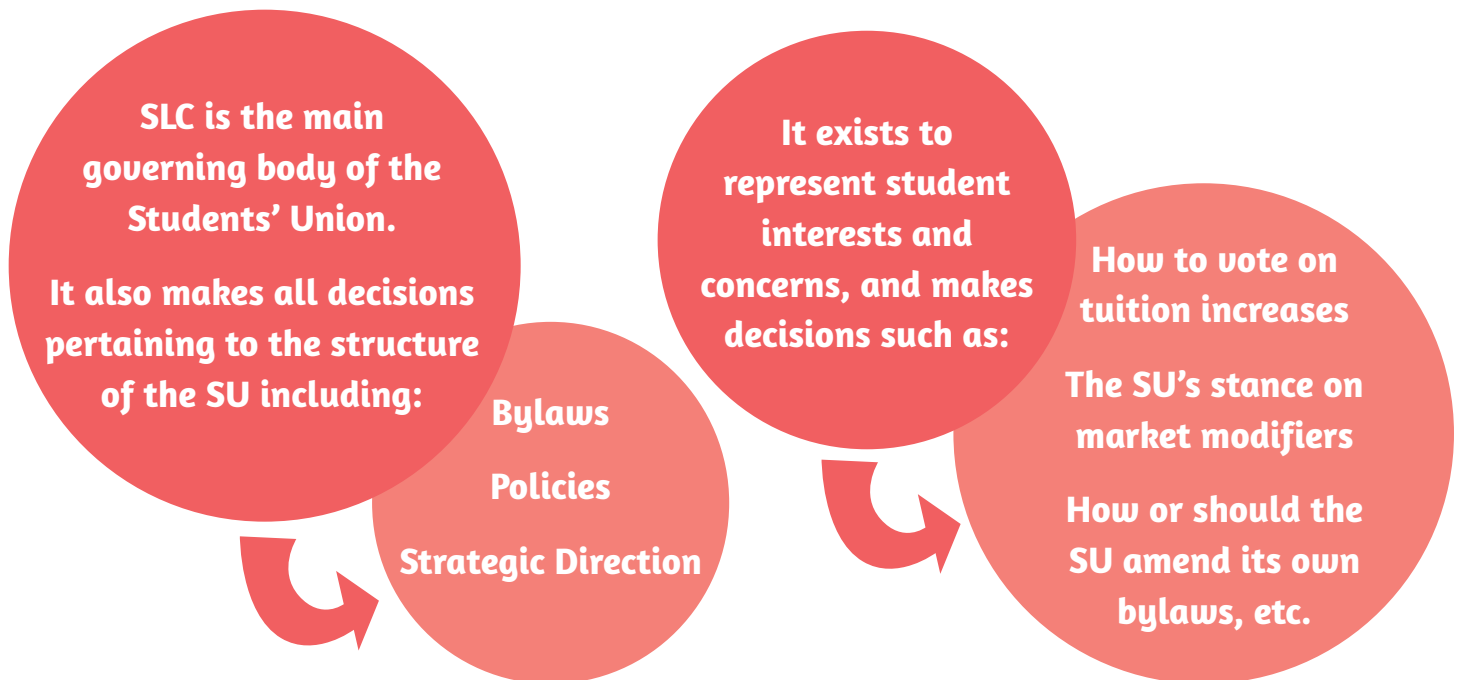 SLC is the main
governing body of the
Students’ Union.
It also makes all decisions
pertaining to the structure
of the SU including:
Bylaws
Policies
Strategic Direction
It exists to
represent student
interests and
concerns, and makes
decisions such as:
How to vote on
tuition increases
The SU’s stance on
market modifiers
How or should the
SU amend its own
bylaws, etc.